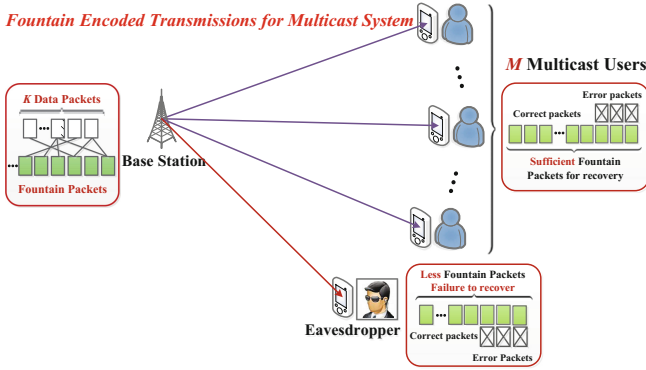 Fountain Encoded Transmissions for Multicast System
K Data Packets
...
...
Fountain Packets
Base Station
...
...
M Multicast Users
Error packets
Correct packets
...
Sufficient Fountain
Packets for recovery
Eavesdropper
Less Fountain Packets
Failure to recover
...
Correct packets
Error Packets